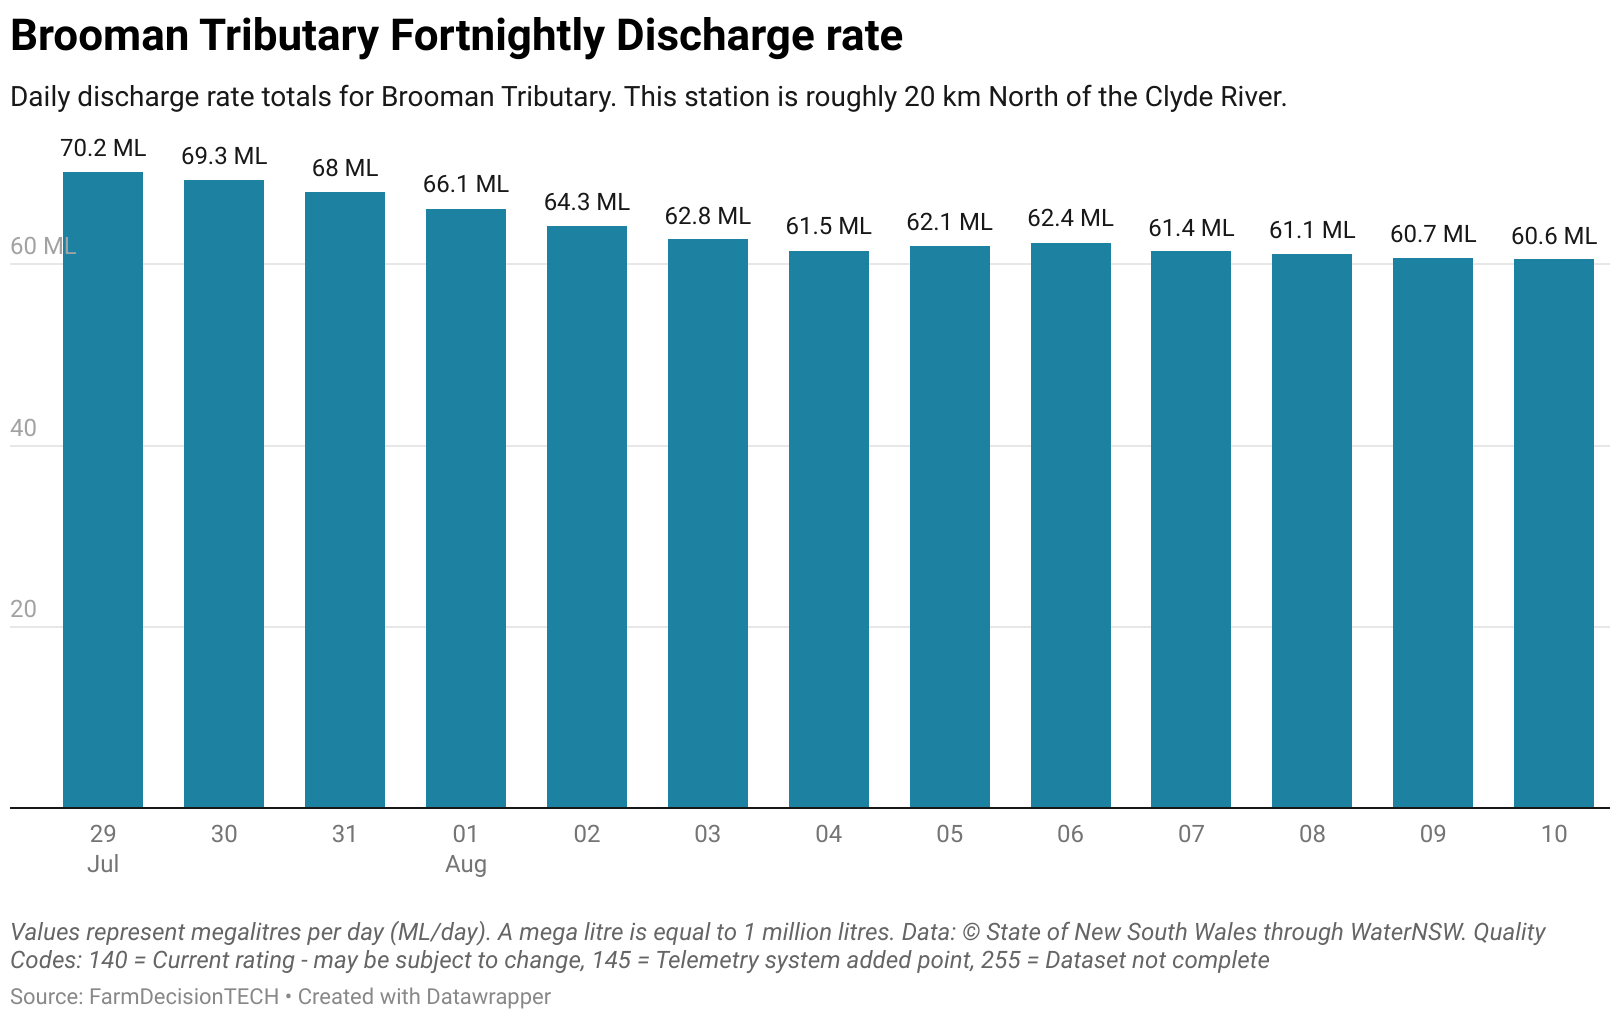 Brooman Tributary Fortnightly Discharge rate
Daily discharge rate totals for Brooman Tributary. This station is roughly 20 km North of the Clyde River.
70.2 ML
69.3 ML
68 ML
66.1 ML
64.3 ML
62.8 ML
61.5 ML
62.1 ML
62.4 ML
61.4 ML
61.1 ML
60.7 ML
60.6 ML
60 ML
40
20
29 30 31 01 02 03 04 05 06 07 08 09 10
Jul Aug
Values represent megalitres per day (ML/day). A mega litre is equal to 1 million litres. Data: © State of New South Wales through WaterNSW. Quality
Codes: 140 = Current rating - may be subject to change, 145 = Telemetry system added point, 255 = Dataset not complete
Source: FarmDecisionTECH • Created with Datawrapper